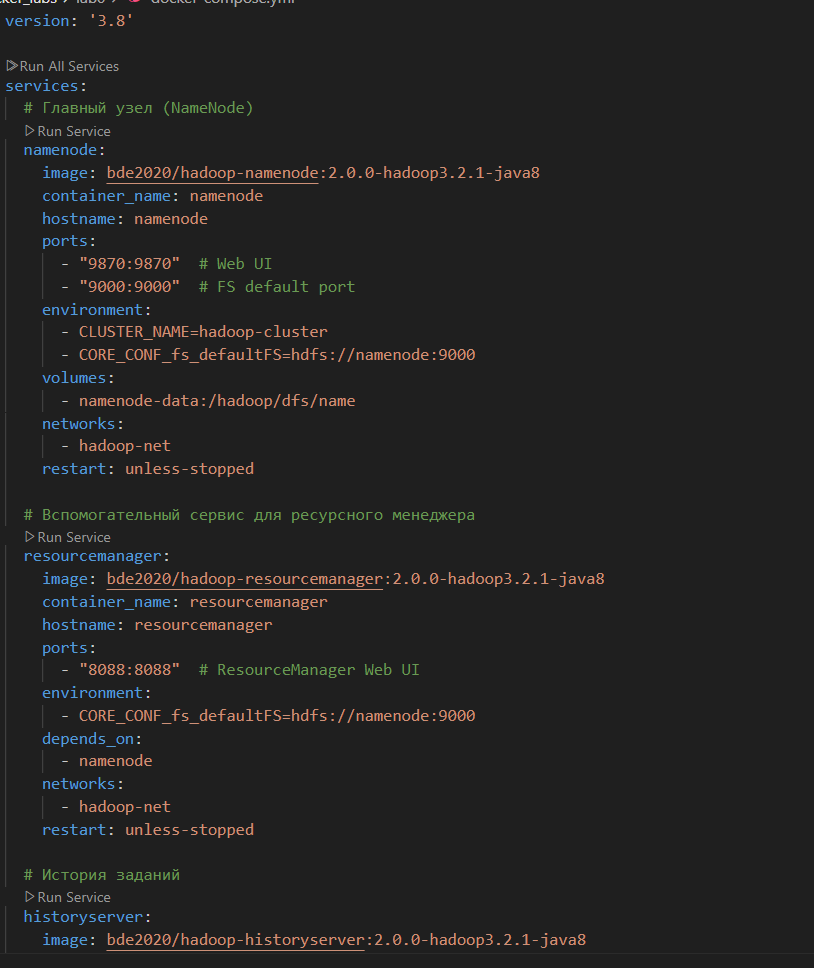 version: '3.8'
Run All Services
services:
# Главный узел (NameNode)
Run Service
namenode:
image: bde2020/hadoop-namenode:2.0.0-hadoop3.2.1-java8
container_name: namenode
hostname: namenode
ports:
- "9870:9870"  # Web UI
- "9000:9000"  # FS default port
environment:
- CLUSTER_NAME=hadoop-cluster
- CORE_CONF_fs_defaultFS=hdfs://namenode:9000
volumes:
- namenode-data:/hadoop/dfs/name
networks:
- hadoop-net
restart: unless-stopped
# Вспомогательный сервис для ресурсного менеджера
Run Service
resourcemanager:
image: bde2020/hadoop-resourcemanager:2.0.0-hadoop3.2.1-java8
container_name: resourcemanager
hostname: resourcemanager
ports:
- "8088:8088"  # ResourceManager Web UI
environment:
- CORE_CONF_fs_defaultFS=hdfs://namenode:9000
depends_on:
- namenode
networks:
- hadoop-net
restart: unless-stopped
# История заданий
Run Service
historyserver:
image: bde2020/hadoop-historyserver:2.0.0-hadoop3.2.1-java8